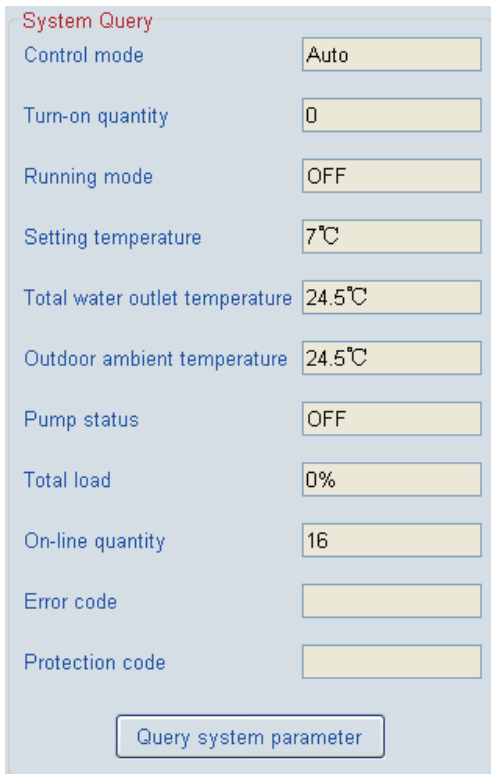 System Query
Control mode Auto
Turn-on quantity 0
Running mode OFF
Setting temperature 7℃
Total water outlet temperature 24.5℃
Outdoor ambient temperature 24.5℃
Pump status OFF
Total load 0%
On-line quantity 16
Error code
Protection code
Query system parameter